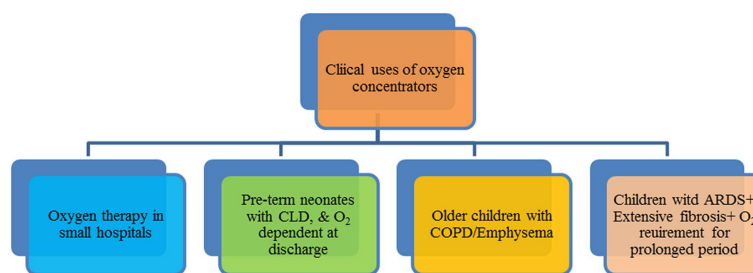 Cliical uses of oxygen
concentrators
Oxygen therapy in
small hospitals
Pre-term neonates
with CLD, & O₂
dependent at
discharge
Older children with
COPD/Emphysema
Children witd ARDS+
Extensive fibrosis+ O₂
reuirement for
prolonged period